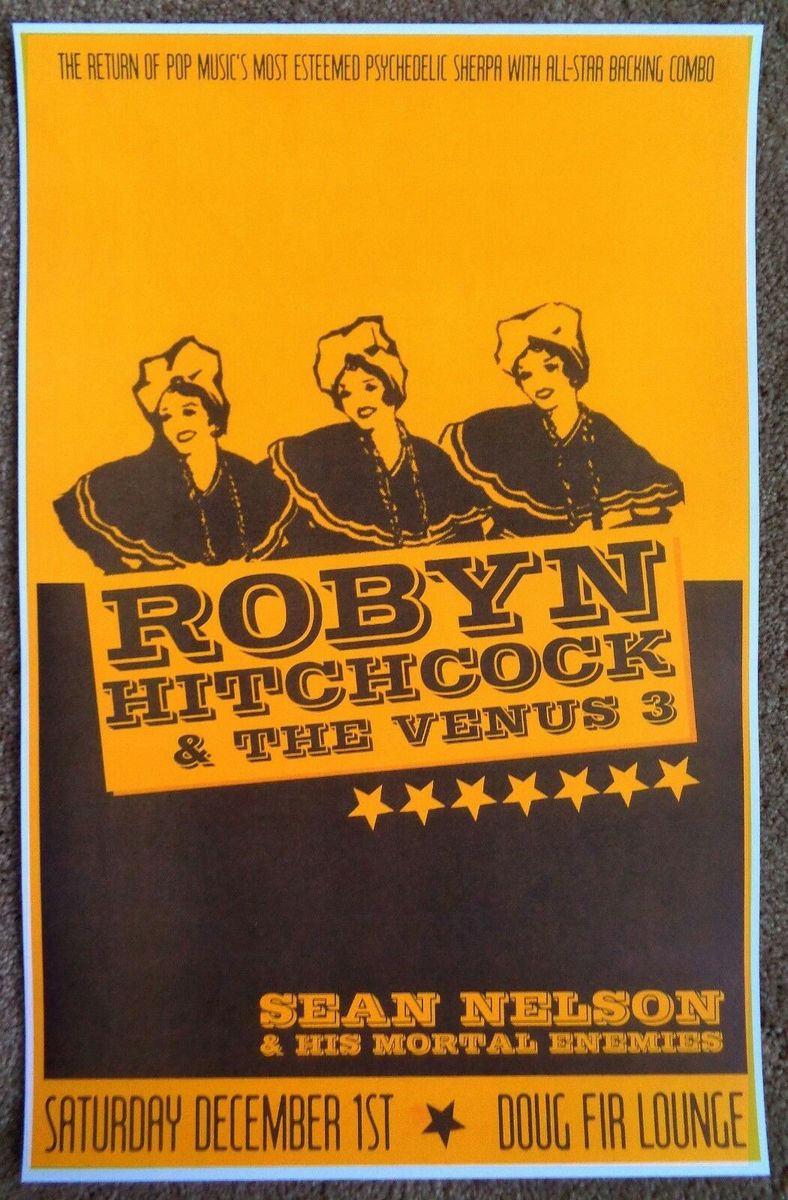 THE RETURN OF POP MUSIC'S MOST ESTEEMED PSYCHEDELIC SHERPA WITH ALL-STAR BACKING COMBO
ROBYN
HITCHCOCK
& THE VENUS 3
SEAN NELSON
& HIS MORTAL ENEMIES
SATURDAY DECEMBER 1ST ★ DOUG FIR LOUNGE